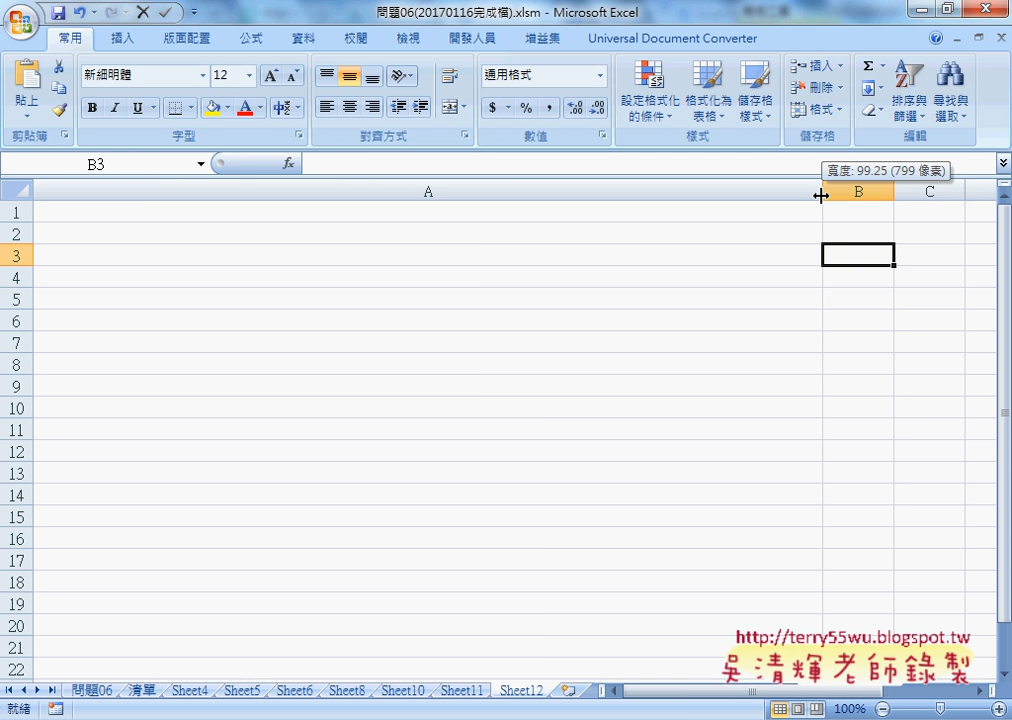 問題06(20170116完成檔).xlsm - Microsoft Excel
常用 插入 版面配置 公式 資料 校閱 檢視 開發人員 增益集 Universal Document Converter
新細明體 12 通用格式
貼上 設定格式化的條件 格式化為表格 儲存格樣式 插入 刪除 格式 排序與篩選 尋找與選取
剪貼簿 字型 對齊方式 數值 樣式 儲存格 編輯
B3 fx
寬度: 99.25 (799 像素)
A B C
1
2
3
4
5
6
7
8
9
10
11
12
13
14
15
16
17
18
19
20
21
22
http://terry55wu.blogspot.tw
吳清輝老師錄製
問題06 清單 Sheet4 Sheet5 Sheet6 Sheet8 Sheet10 Sheet11 Sheet12
就緒 100%